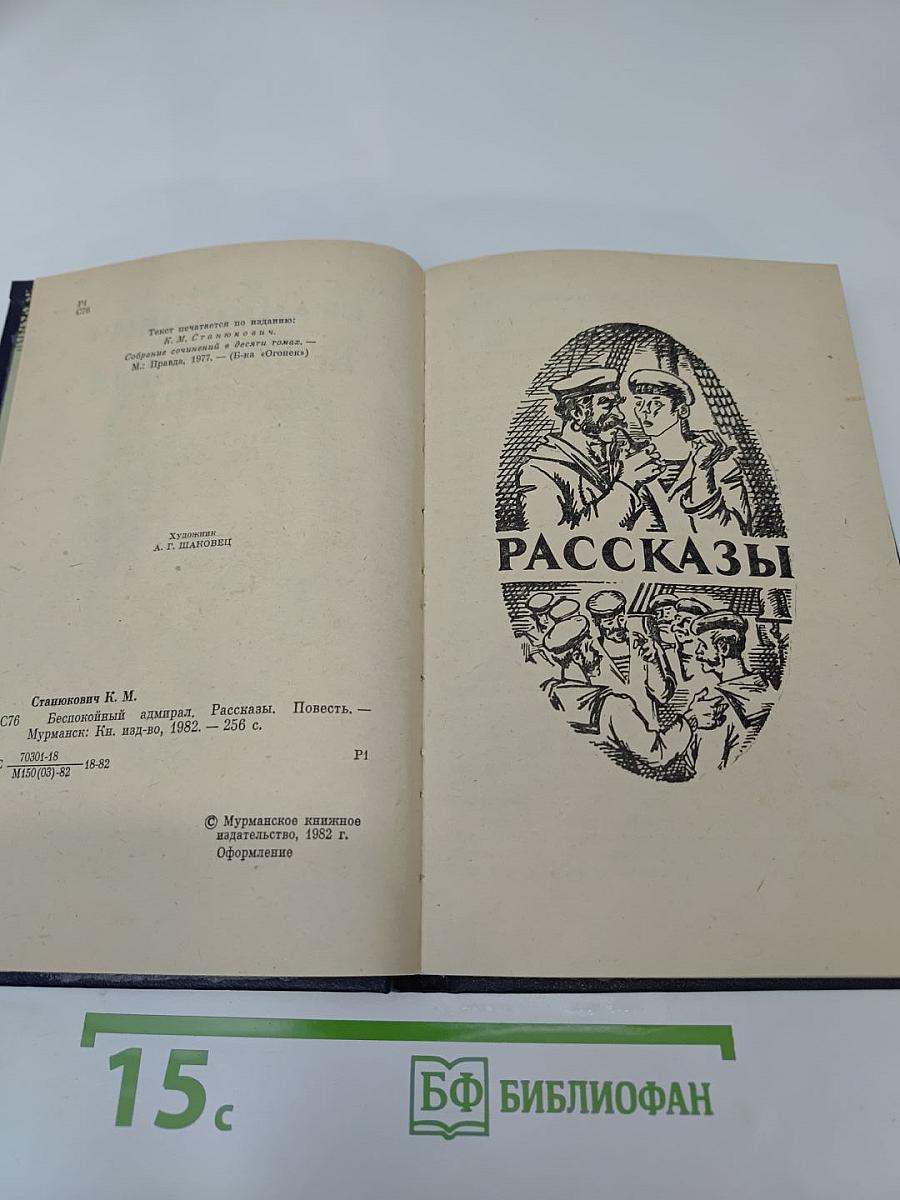 Р1
С76
Текст печатается по изданию:
К. М. Станюкович.
Собрание сочинений в десяти томах. —
М.: Правда, 1977. — (Б-ка «Огонек»)
Художник
А. Г. ШАКОВЕЦ
Станюкович К. М.
С76 Беспокойный адмирал. Рассказы. Повесть. —
Мурманск: Кн. изд-во, 1982. — 256 с.
70301-18
М150(03)-82
18-82
Р1
© Мурманское книжное
издательство, 1982 г.
Оформление
РАССКАЗЫ
15 с
БФ БИБЛИОФАН